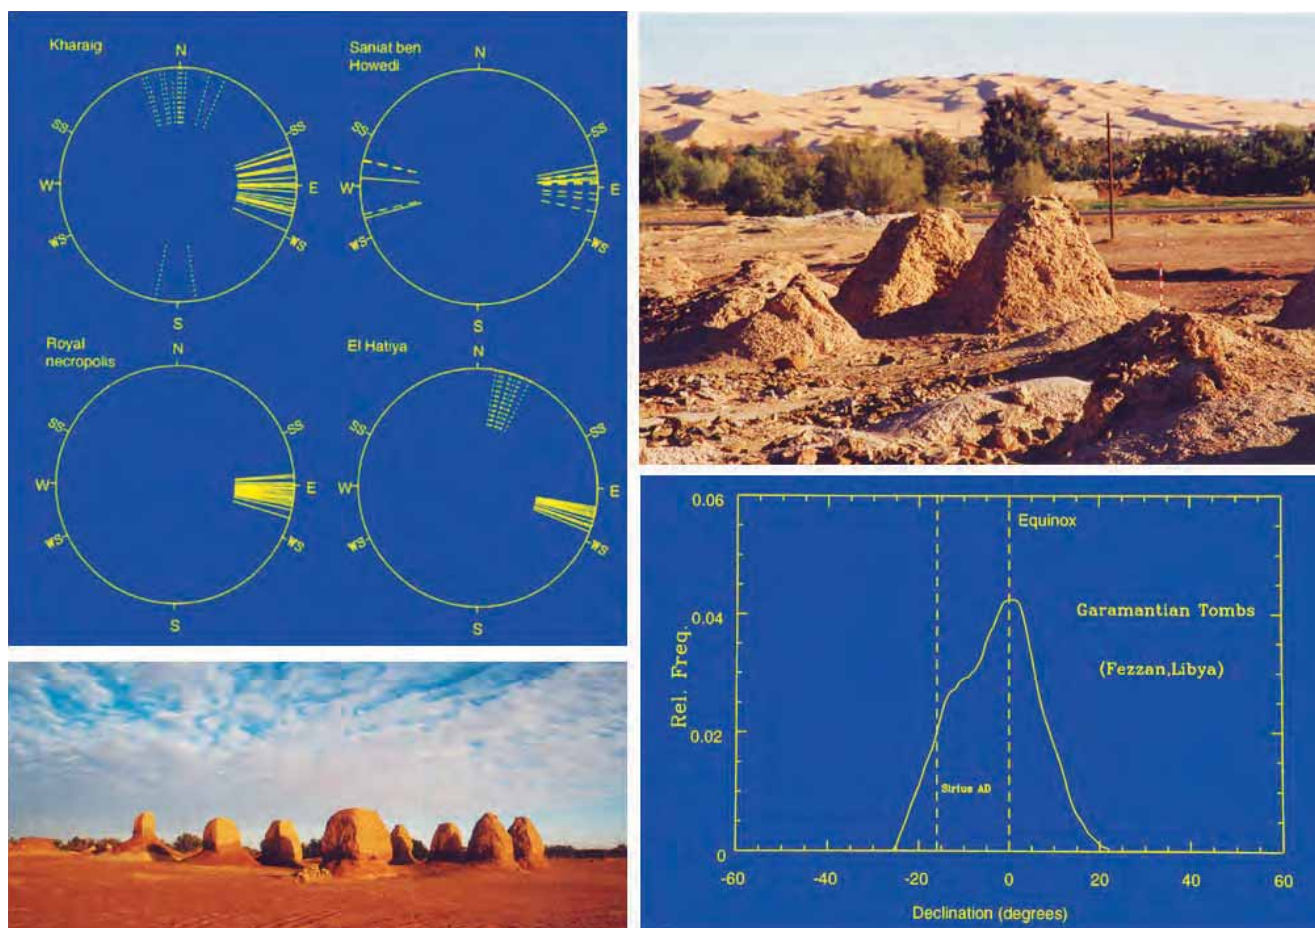 Kharaig
N
SS
SS
W
E
WS
WS
S
Saniat ben
Howedi
N
SS
SS
W
E
WS
WS
S
Royal
necropolis
N
SS
SS
W
E
WS
WS
S
El Hatiya
N
SS
SS
W
E
WS
WS
S
0.06
Equinox
0.04
Garamantian Tombs
(Fezzan,Libya)
Rel. Freq.
0.02
Sirius AD
0
-60
-40
-20
0
20
40
60
Declination (degrees)